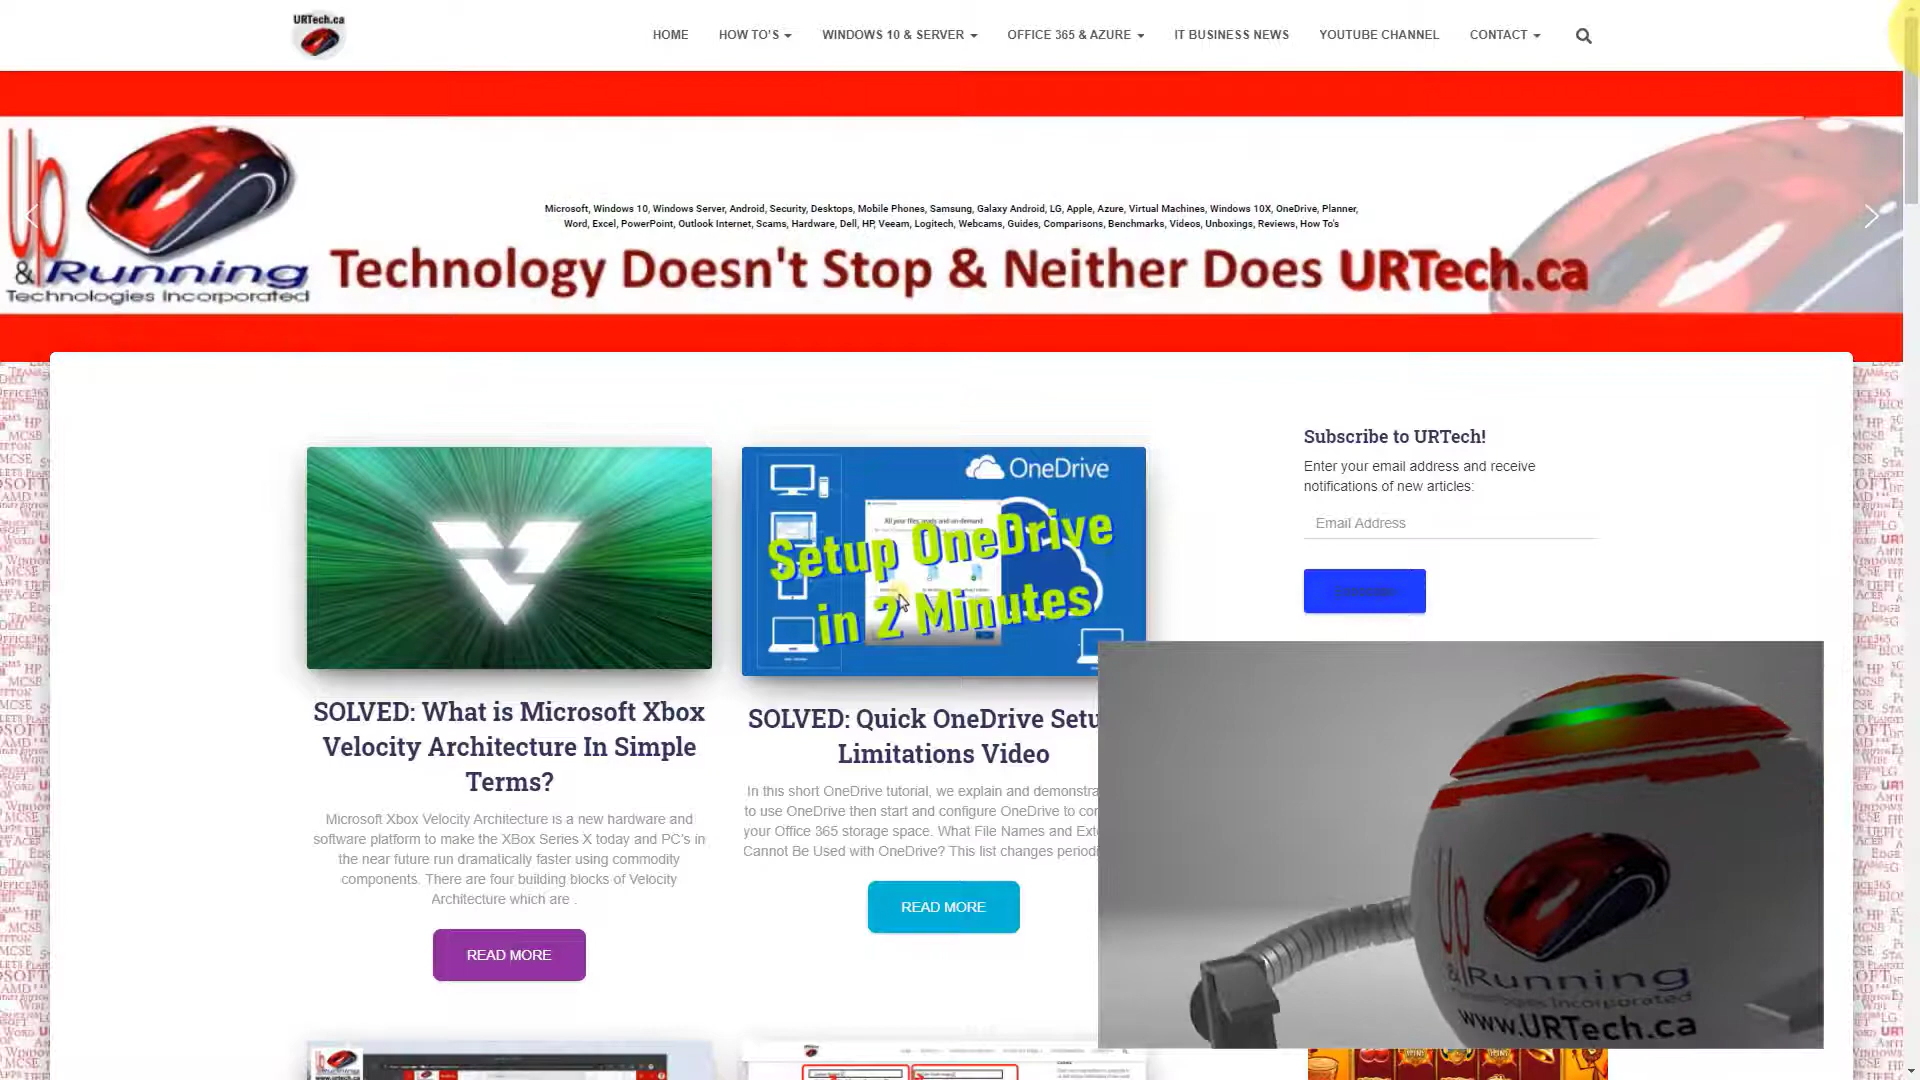 URTech.ca
HOME
HOW TO'S
WINDOWS 10 & SERVER
OFFICE 365 & AZURE
IT BUSINESS NEWS
YOUTUBE CHANNEL
CONTACT
Up
& Running
Technologies Incorporated
Microsoft, Windows 10, Windows Server, Android, Security, Desktops, Mobile Phones, Samsung, Galaxy Android, LG, Apple, Azure, Virtual Machines, Windows 10X, OneDrive, Planner,
Word, Excel, PowerPoint, Outlook Internet, Scams, Hardware, Dell, HP, Veeam, Logitech, Webcams, Guides, Comparisons, Benchmarks, Videos, Unboxings, Reviews, How To's
Technology Doesn't Stop & Neither Does URTech.ca
OneDrive
Setup OneDrive
in 2 Minutes
SOLVED: What is Microsoft Xbox
Velocity Architecture In Simple
Terms?
Microsoft Xbox Velocity Architecture is a new hardware and
software platform to make the XBox Series X today and PC's in
the near future run dramatically faster using commodity
components. There are four building blocks of Velocity
Architecture which are .
READ MORE
SOLVED: Quick OneDrive Setu
Limitations Video
In this short OneDrive tutorial, we explain and demonstra
to use OneDrive then start and configure OneDrive to co
your Office 365 storage space. What File Names and Ext
Cannot Be Used with OneDrive? This list changes period
READ MORE
Subscribe to URTech!
Enter your email address and receive
notifications of new articles:
Email Address
Up
& Running
Technologies Incorporated
www.URTech.ca